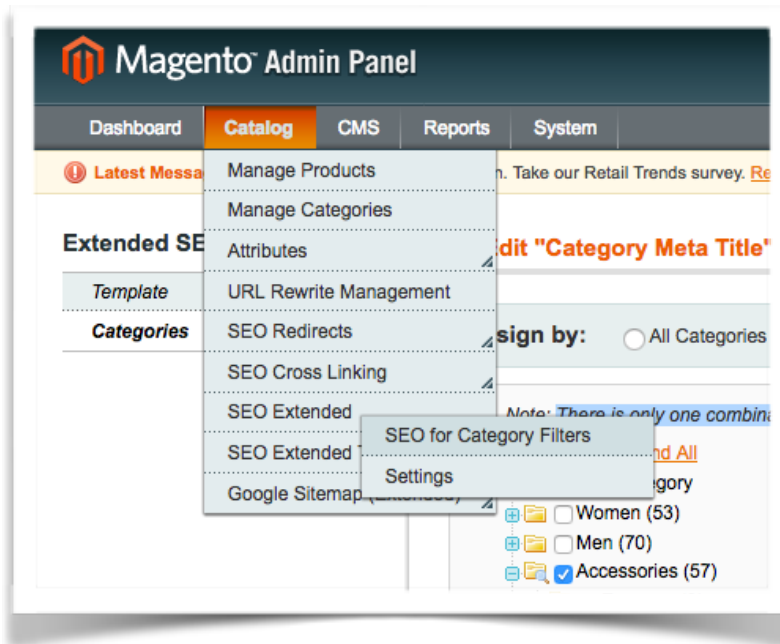 Magento™ Admin Panel
Dashboard Catalog CMS Reports System
Latest Messa
n. Take our Retail Trends survey. Re
Manage Products
Manage Categories
Attributes
URL Rewrite Management
SEO Redirects
SEO Cross Linking
SEO Extended
SEO Extended T
Google Sitemap (Extended)
SEO for Category Filters
Settings
Extended SE
Template
Categories
dit "Category Meta Title"
sign by: All Categories
Note: There is only one combina
nd All
egory
Women (53)
Men (70)
Accessories (57)